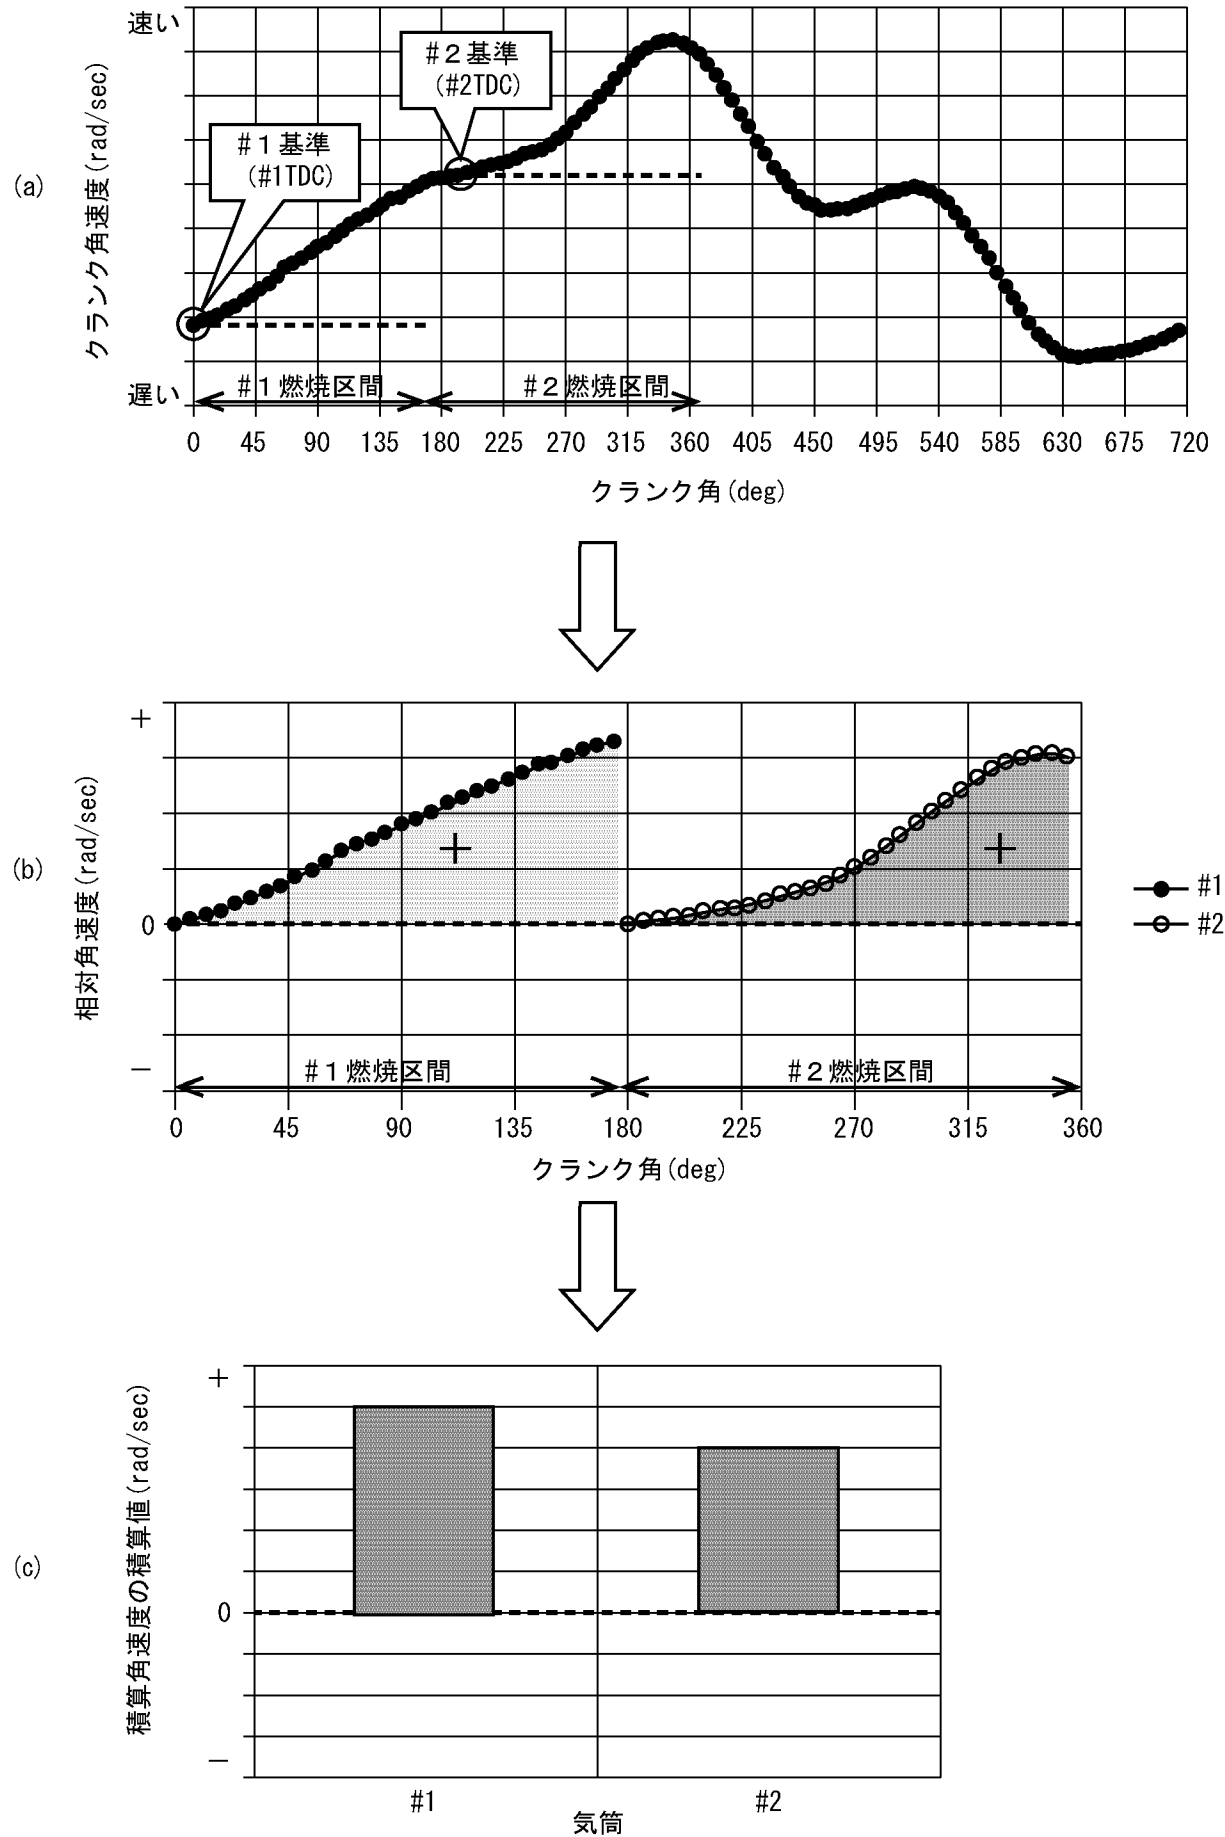 (a)
クランク角速度(rad/sec)
速い
遅い
#1基準
(#1TDC)
#2基準
(#2TDC)
#1燃焼区間
#2燃焼区間
0 45 90 135 180 225 270 315 360 405 450 495 540 585 630 675 720
クランク角(deg)
(b)
相対角速度(rad/sec)
+
0
-
+
+
#1
#2
#1燃焼区間
#2燃焼区間
0 45 90 135 180 225 270 315 360
クランク角(deg)
(c)
積算角速度の積算値(rad/sec)
+
0
-
#1 #2
気筒